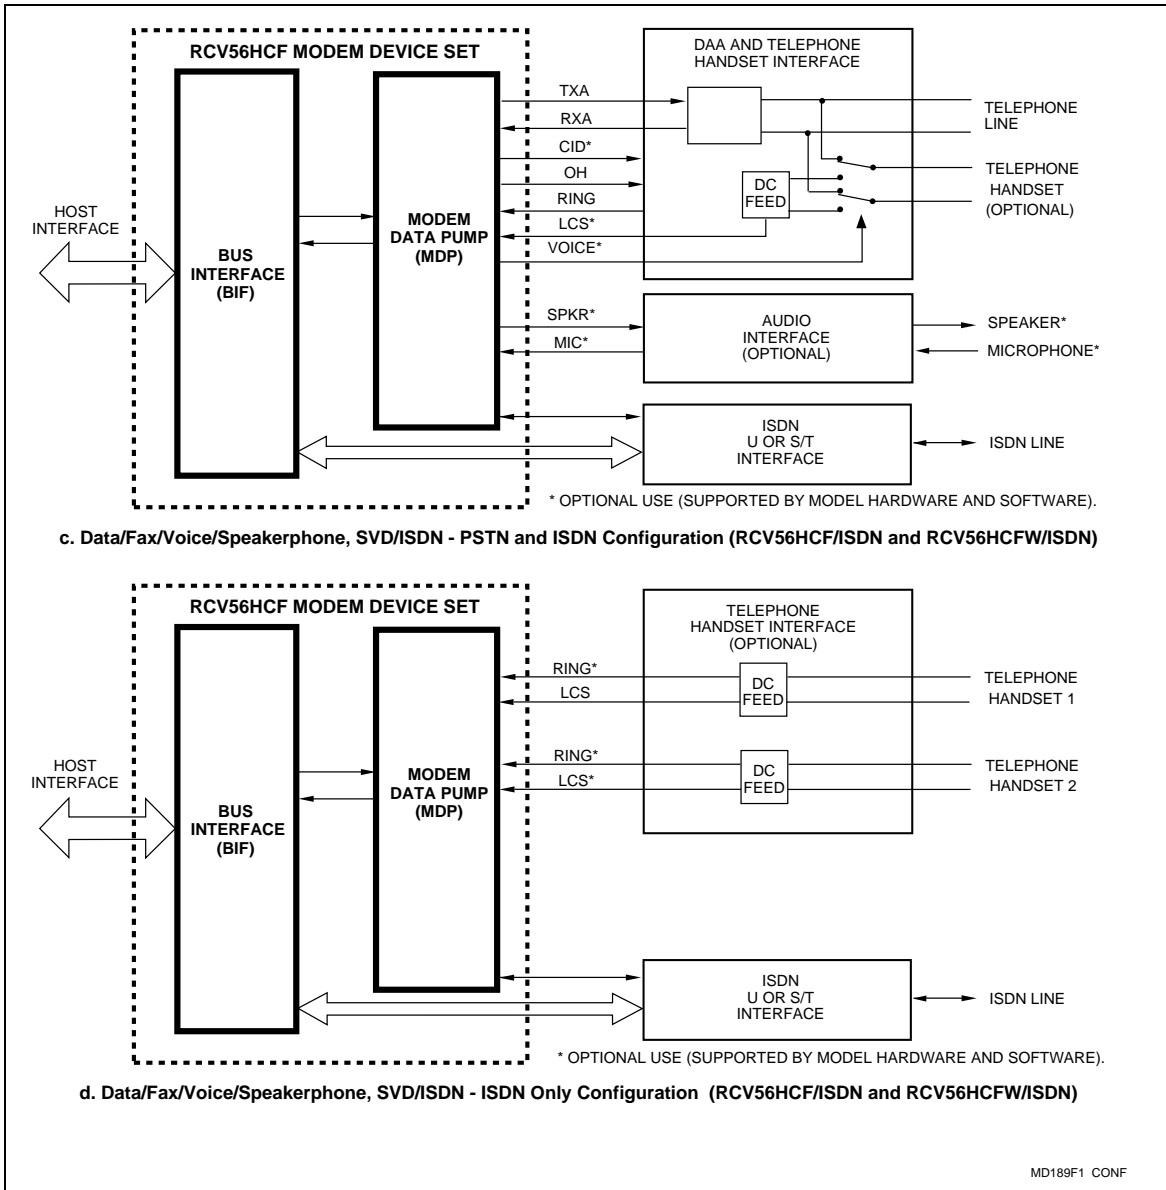 RCV56HCF MODEM DEVICE SET
DAA AND TELEPHONE
HANDSET INTERFACE
TXA
RXA
CID*
OH
RING
LCS*
VOICE*
TELEPHONE
LINE
TELEPHONE
HANDSET
(OPTIONAL)
DC
FEED
HOST
INTERFACE
BUS
INTERFACE
(BIF)
MODEM
DATA PUMP
(MDP)
SPKR*
MIC*
AUDIO
INTERFACE
(OPTIONAL)
SPEAKER*
MICROPHONE*
ISDN
U OR S/T
INTERFACE
ISDN LINE
* OPTIONAL USE (SUPPORTED BY MODEL HARDWARE AND SOFTWARE).
c. Data/Fax/Voice/Speakerphone, SVD/ISDN - PSTN and ISDN Configuration (RCV56HCF/ISDN and RCV56HCFW/ISDN)
RCV56HCF MODEM DEVICE SET
TELEPHONE
HANDSET INTERFACE
(OPTIONAL)
RING*
LCS
DC
FEED
TELEPHONE
HANDSET 1
RING*
LCS*
DC
FEED
TELEPHONE
HANDSET 2
HOST
INTERFACE
BUS
INTERFACE
(BIF)
MODEM
DATA PUMP
(MDP)
ISDN
U OR S/T
INTERFACE
ISDN LINE
* OPTIONAL USE (SUPPORTED BY MODEL HARDWARE AND SOFTWARE).
d. Data/Fax/Voice/Speakerphone, SVD/ISDN - ISDN Only Configuration (RCV56HCF/ISDN and RCV56HCFW/ISDN)
MD189F1 CONF